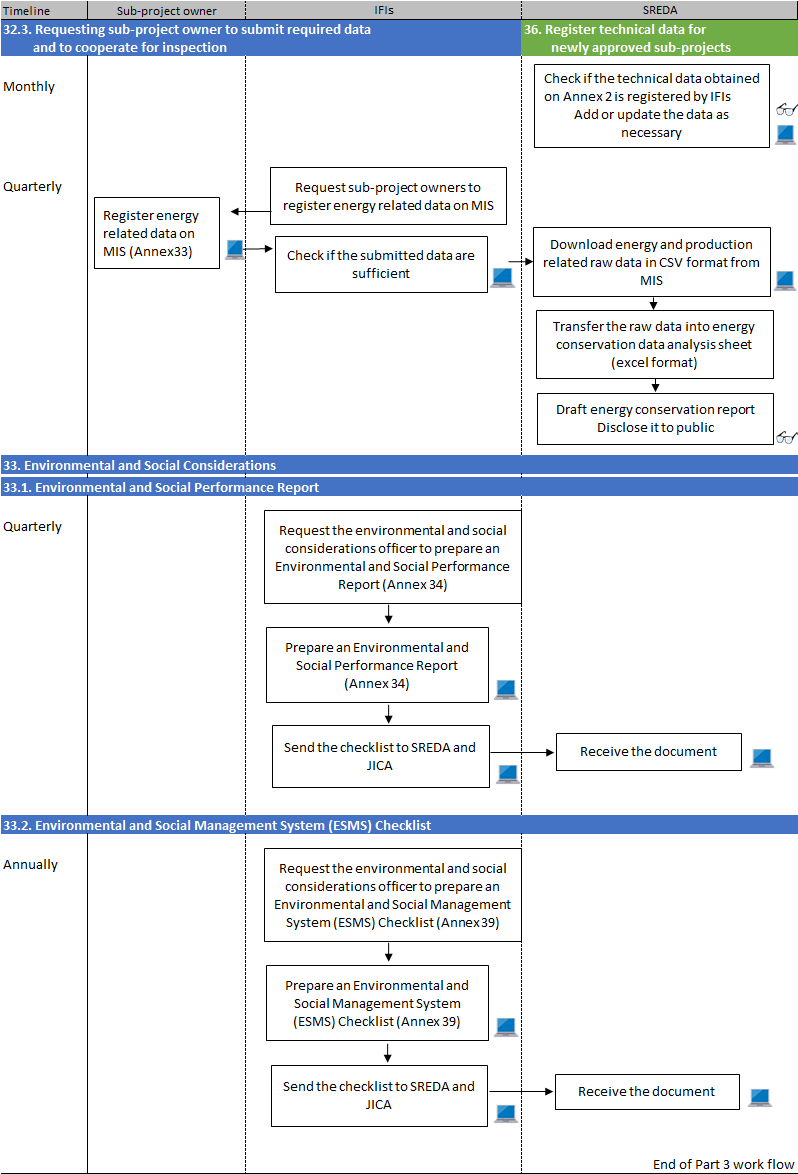 Timeline
Sub-project owner
IFIs
SREDA
32.3. Requesting sub-project owner to submit required data
and to cooperate for inspection
36. Register technical data for
newly approved sub-projects
Monthly
Check if the technical data obtained
on Annex 2 is registered by IFIs
Add or update the data as
necessary
Quarterly
Request sub-project owners to
register energy related data on MIS
Register energy
related data on
MIS (Annex33)
Check if the submitted data are
sufficient
Download energy and production
related raw data in CSV format from
MIS
Transfer the raw data into energy
conservation data analysis sheet
(excel format)
Draft energy conservation report
Disclose it to public
33. Environmental and Social Considerations
33.1. Environmental and Social Performance Report
Quarterly
Request the environmental and social
considerations officer to prepare an
Environmental and Social Performance
Report (Annex 34)
Prepare an Environmental and
Social Performance Report
(Annex 34)
Send the checklist to SREDA and
JICA
Receive the document
33.2. Environmental and Social Management System (ESMS) Checklist
Annually
Request the environmental and social
considerations officer to prepare an
Environmental and Social Management
System (ESMS) Checklist (Annex 39)
Prepare an Environmental and
Social Management System
(ESMS) Checklist (Annex 39)
Send the checklist to SREDA and
JICA
Receive the document
End of Part 3 work flow